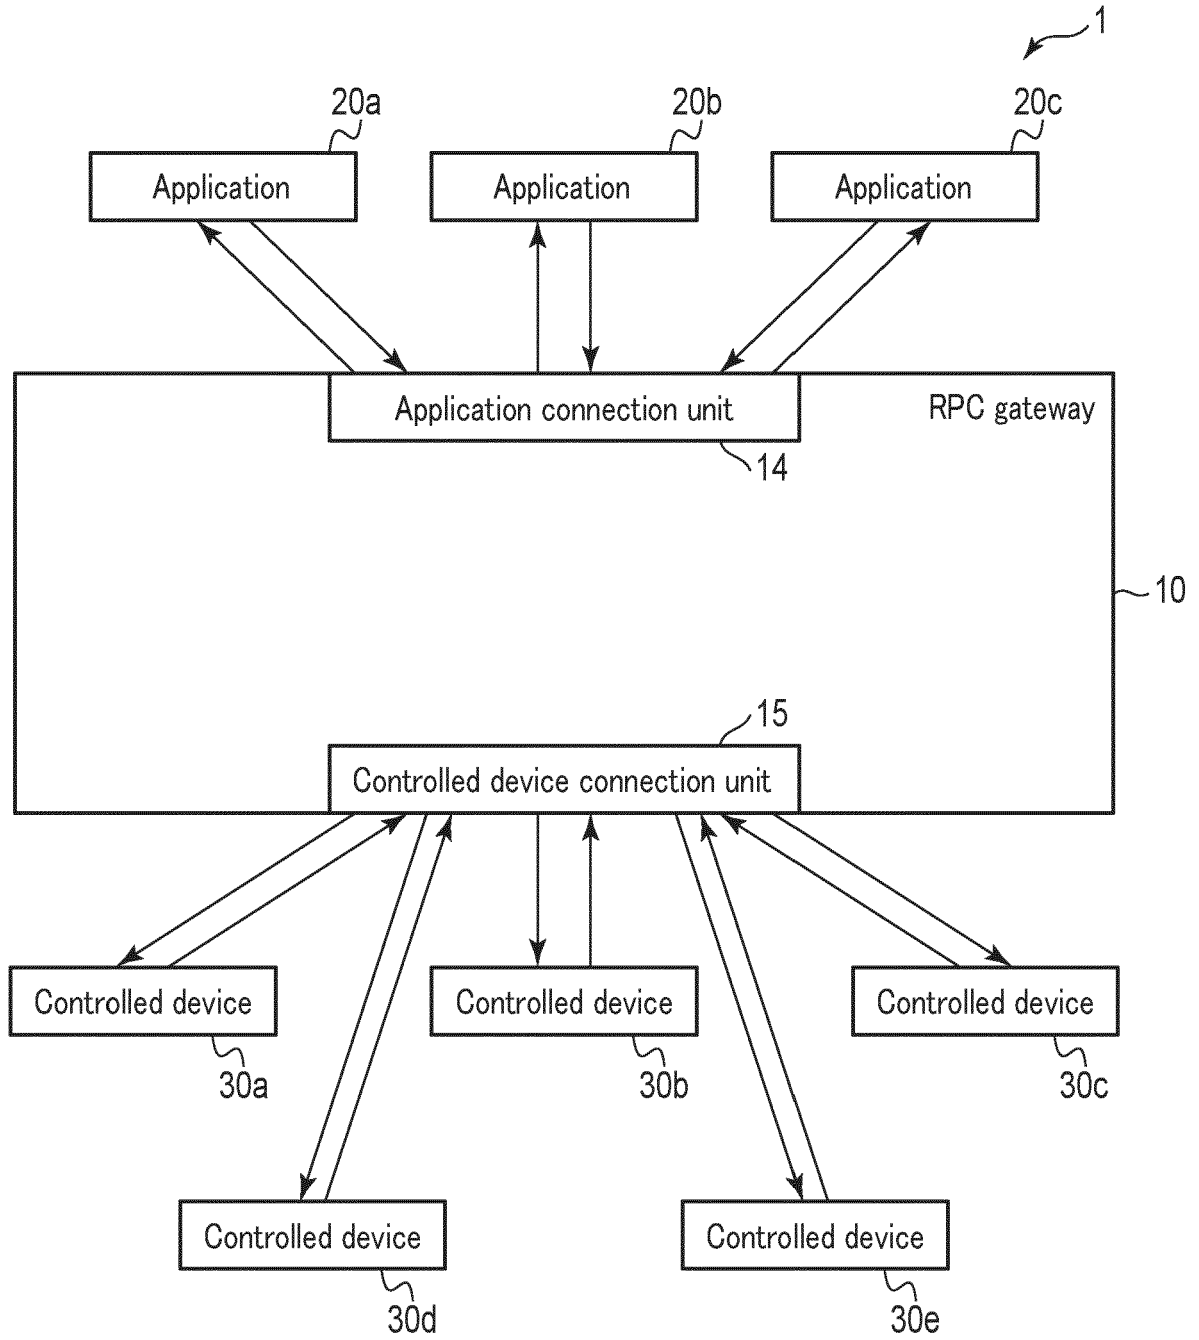 1
20a
20b
20c
Application
Application
Application
Application connection unit
RPC gateway
14
10
15
Controlled device connection unit
Controlled device
Controlled device
Controlled device
30a
30b
30c
Controlled device
Controlled device
30d
30e